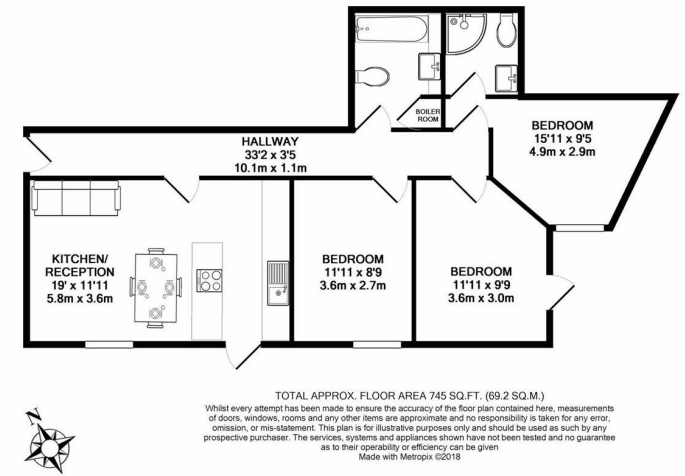 BOILER
ROOM
HALLWAY
33'2 x 3'5
10.1m x 1.1m
BEDROOM
15'11 x 9'5
4.9m x 2.9m
KITCHEN/
RECEPTION
19' x 11'11
5.8m x 3.6m
BEDROOM
11'11 x 8'9
3.6m x 2.7m
BEDROOM
11'11 x 9'9
3.6m x 3.0m
N
TOTAL APPROX. FLOOR AREA 745 SQ.FT. (69.2 SQ.M.)
Whilst every attempt has been made to ensure the accuracy of the floor plan contained here, measurements
of doors, windows, rooms and any other items are approximate and no responsibility is taken for any error,
omission, or mis-statement. This plan is for illustrative purposes only and should be used as such by any
prospective purchaser. The services, systems and appliances shown have not been tested and no guarantee
as to their operability or efficiency can be given
Made with Metropix ©2018